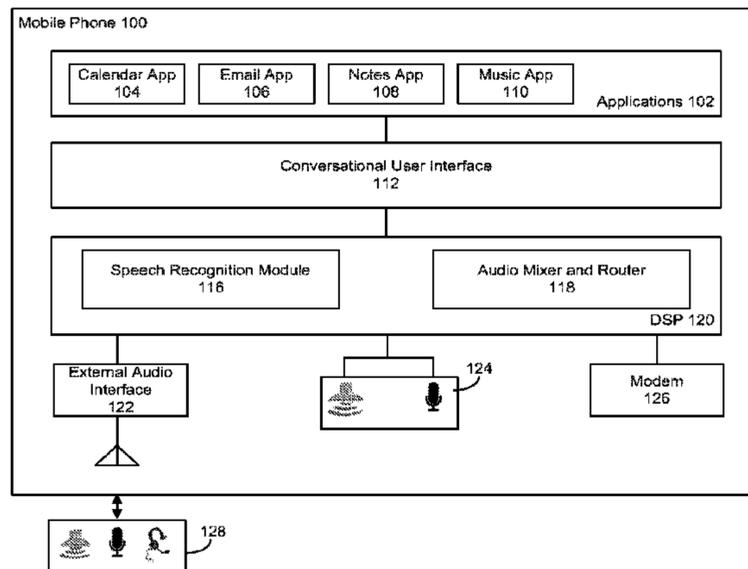 Mobile Phone 100
Calendar App
104
Email App
106
Notes App
108
Music App
110
Applications 102
Conversational User Interface
112
Speech Recognition Module
116
Audio Mixer and Router
118
DSP 120
External Audio
Interface
122
124
Modem
126
128